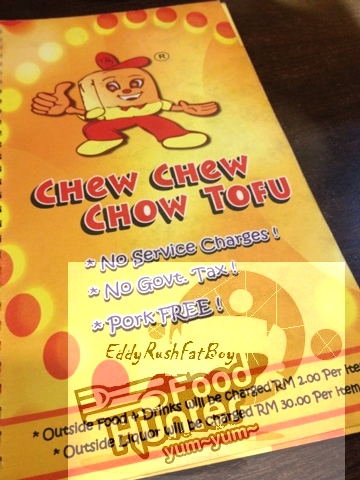 ®
Chew Chew
Chow Tofu
* No Service Charges !
* No Govt. Tax !
* Pork FREE !
EddyRushFatBoy
Food
Hunter
yum~yum~
* Outside Food + Drinks will be charged RM 2.00 Per item
* Outside Liquor will be charged RM 30.00 Per item